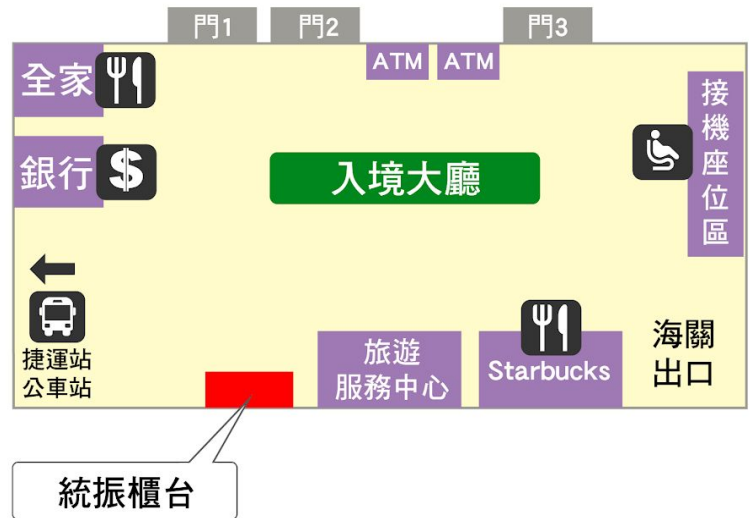 門1
門2
門3
ATM
ATM
全家
接機座位區
銀行
$
入境大廳
捷運站
公車站
旅遊
服務中心
Starbucks
海關
出口
統振櫃台